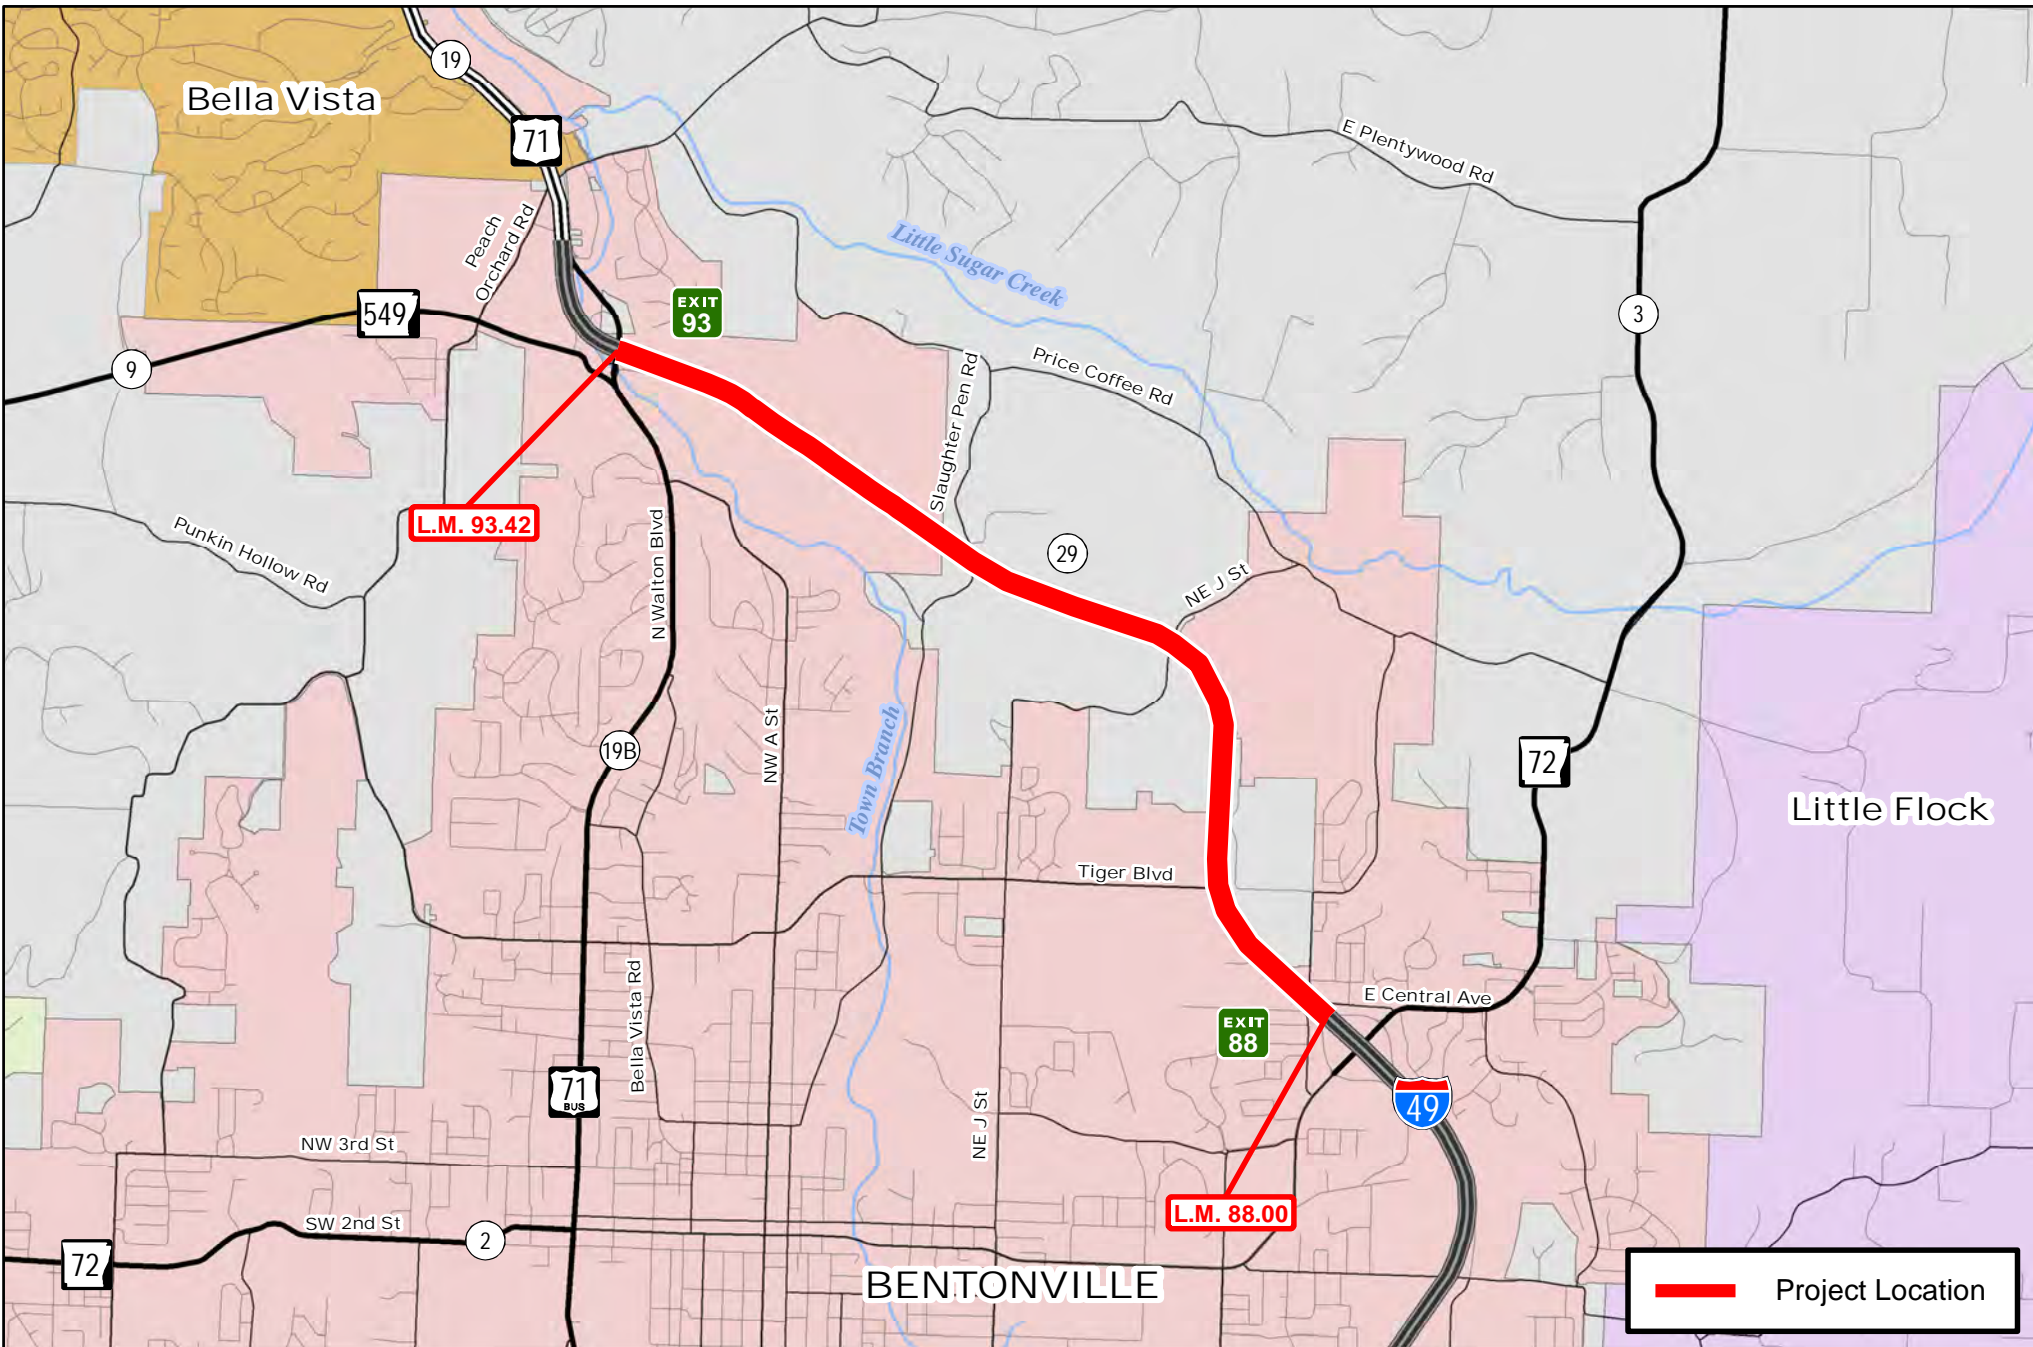 19
Bella Vista
71
E Plentywood Rd
Peach
Orchard Rd
Little Sugar Creek
EXIT
93
549
3
9
Price Coffee Rd
Slaughter Pen Rd
L.M. 93.42
Punkin Hollow Rd
N Walton Blvd
29
NE J St
19B
NW A St
Town Branch
72
Little Flock
Tiger Blvd
Bella Vista Rd
E Central Ave
EXIT
88
71
BUS
49
NE J St
NW 3rd St
L.M. 88.00
SW 2nd St
2
72
BENTONVILLE
Project Location